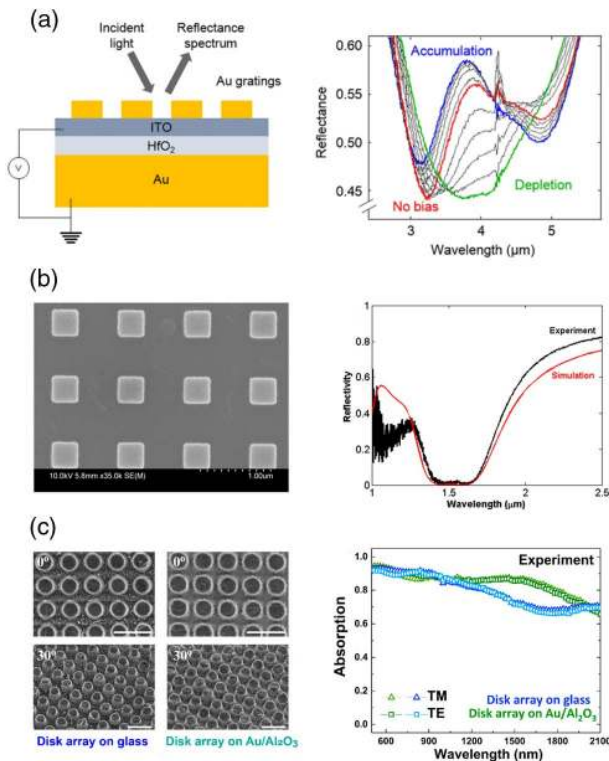 (a)
Incident
light
Reflectance
spectrum
Au gratings
ITO
HfO₂
Au
V
0.60
0.55
0.50
0.45
Reflectance
Accumulation
Depletion
No bias
3
4
5
Wavelength (μm)
(b)
10.0kV 5.8mm x35.0k SE(M)
1.00um
1
0.8
0.6
0.4
0.2
0
Reflectivity
Experiment
Simulation
1
1.5
2
2.5
Wavelength (μm)
(c)
0°
0°
30°
30°
Disk array on glass
Disk array on Au/Al₂O₃
1.0
0.8
0.6
0.4
0.2
0.0
Absorption
Experiment
TM
TE
Disk array on glass
Disk array on Au/Al₂O₃
600
900
1200
1500
1800
2100
Wavelength (nm)